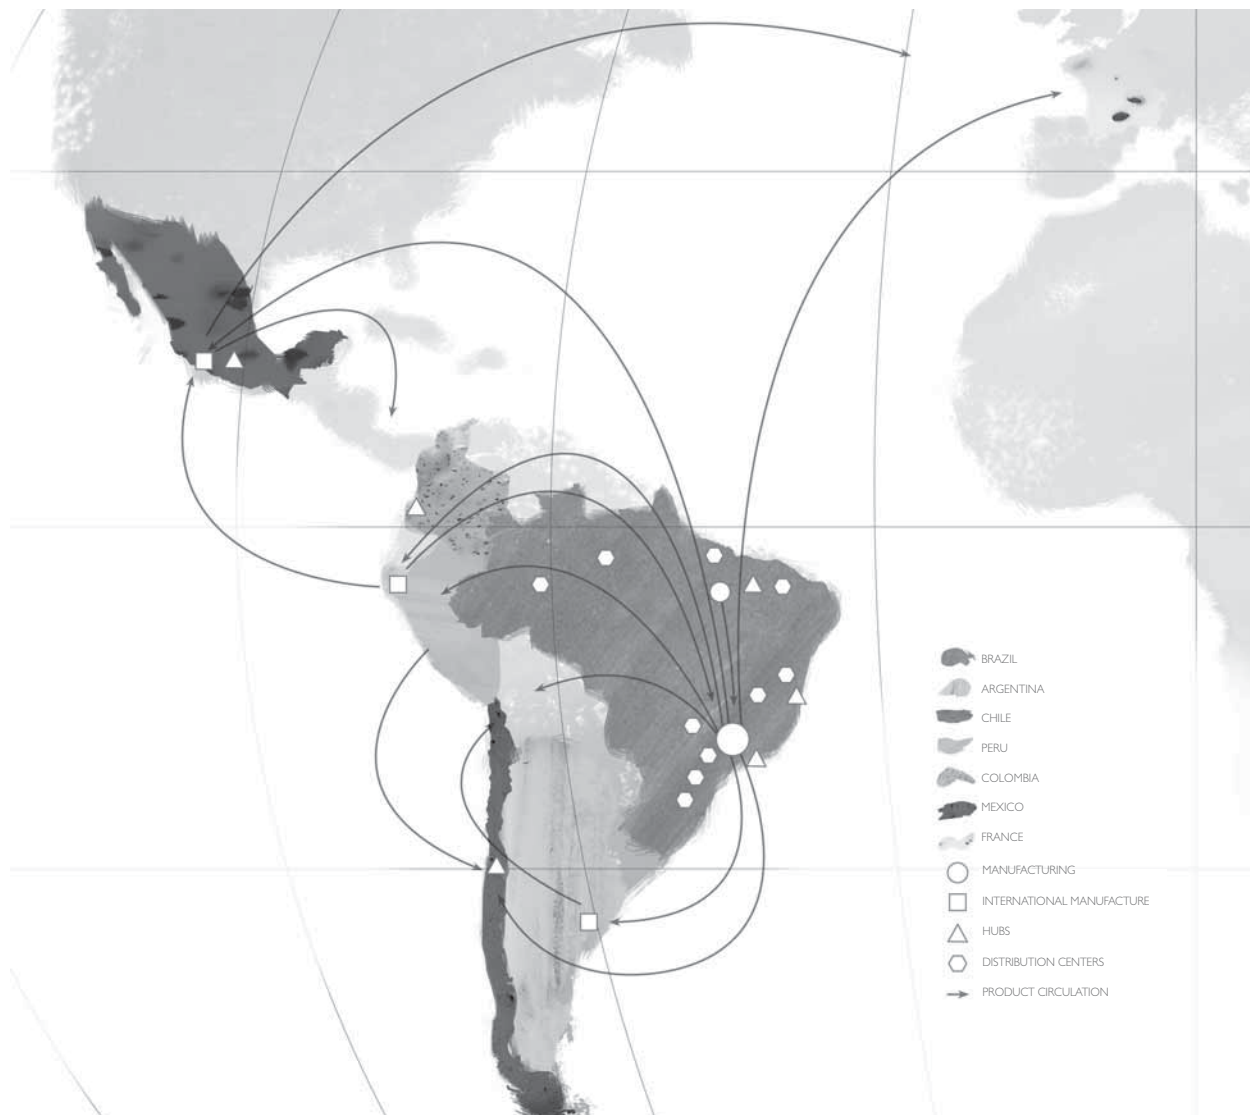 BRAZIL
ARGENTINA
CHILE
PERU
COLOMBIA
MEXICO
FRANCE
MANUFACTURING
INTERNATIONAL MANUFACTURE
HUBS
DISTRIBUTION CENTERS
PRODUCT CIRCULATION